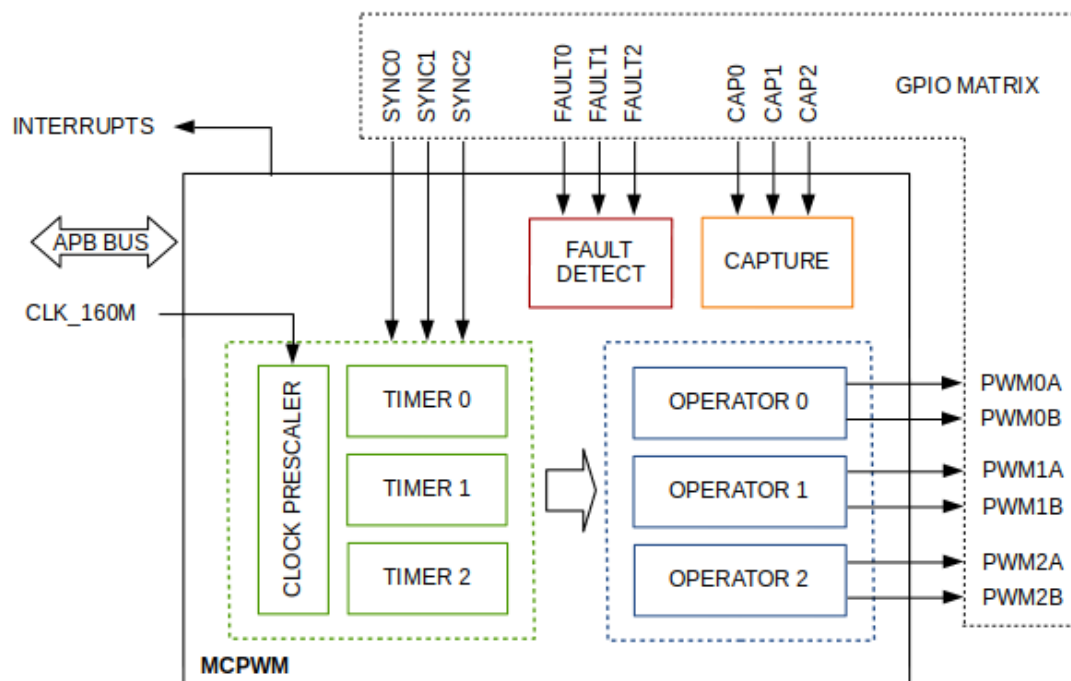 SYNC0
SYNC1
SYNC2
FAULT0
FAULT1
FAULT2
CAP0
CAP1
CAP2
GPIO MATRIX
INTERRUPTS
APB BUS
FAULT
DETECT
CAPTURE
CLK_160M
CLOCK PRESCALER
TIMER 0
TIMER 1
TIMER 2
OPERATOR 0
OPERATOR 1
OPERATOR 2
PWM0A
PWM0B
PWM1A
PWM1B
PWM2A
PWM2B
MCPWM